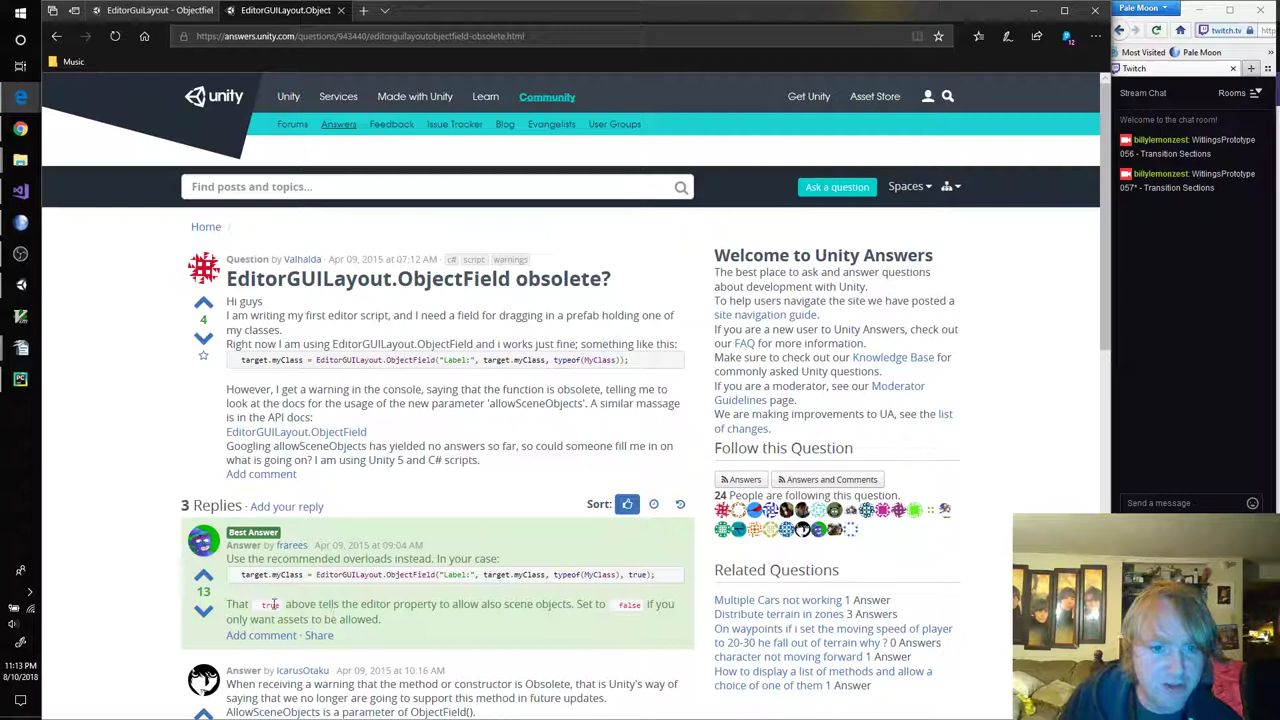 EditorGuiLayout - Objectfiel
EditorGUILayout.Object
Pale Moon
https://answers.unity.com/questions/943440/editorguilayoutobjectfield-obsolete.html
twitch.tv
http
12
Music
Most Visited
Pale Moon
Twitch
unity
Unity
Services
Made with Unity
Learn
Community
Get Unity
Asset Store
Forums
Answers
Feedback
Issue Tracker
Blog
Evangelists
User Groups
Stream Chat
Rooms
Welcome to the chat room!
billylemonzest: WitlingsPrototype
056 - Transition Sections
billylemonzest: WitlingsPrototype
057* - Transition Sections
Find posts and topics...
Ask a question
Spaces
Home /
Question by Valhalda · Apr 09, 2015 at 07:12 AM · c# script warnings
EditorGUILayout.ObjectField obsolete?
4
Hi guys
I am writing my first editor script, and I need a field for dragging in a prefab holding one of
my classes.
Right now I am using EditorGUILayout.ObjectField and i works just fine; something like this:
target.myClass = EditorGUILayout.ObjectField("Label:", target.myClass, typeof(MyClass));
However, I get a warning in the console, saying that the function is obsolete, telling me to
look at the docs for the usage of the new parameter 'allowSceneObjects'. A similar massage
is in the API docs:
EditorGUILayout.ObjectField
Googling allowSceneObjects has yielded no answers so far, so could someone fill me in on
what is going on? I am using Unity 5 and C# scripts.
Add comment
3 Replies · Add your reply
Sort:
Best Answer
Answer by frarees · Apr 09, 2015 at 09:04 AM
13
Use the recommended overloads instead. In your case:
target.myClass = EditorGUILayout.ObjectField("Label:", target.myClass, typeof(MyClass), true);
That true above tells the editor property to allow also scene objects. Set to false if you
only want assets to be allowed.
Add comment · Share
Answer by IcarusOtaku · Apr 09, 2015 at 10:16 AM
When receiving a warning that the method or constructor is Obsolete, that is Unity's way of
saying that we no longer are going to support this method in future updates.
AllowSceneObjects is a parameter of ObjectField().
Welcome to Unity Answers
The best place to ask and answer questions
about development with Unity.
To help users navigate the site we have posted a
site navigation guide.
If you are a new user to Unity Answers, check out
our FAQ for more information.
Make sure to check out our Knowledge Base for
commonly asked Unity questions.
If you are a moderator, see our Moderator
Guidelines page.
We are making improvements to UA, see the list
of changes.
Follow this Question
Answers
Answers and Comments
24 People are following this question.
Related Questions
Multiple Cars not working 1 Answer
Distribute terrain in zones 3 Answers
On waypoints if i set the moving speed of player
to 20-30 he fall out of terrain why ? 0 Answers
character not moving forward 1 Answer
How to display a list of methods and allow a
choice of one of them 1 Answer
Send a message
11:13 PM
8/10/2018